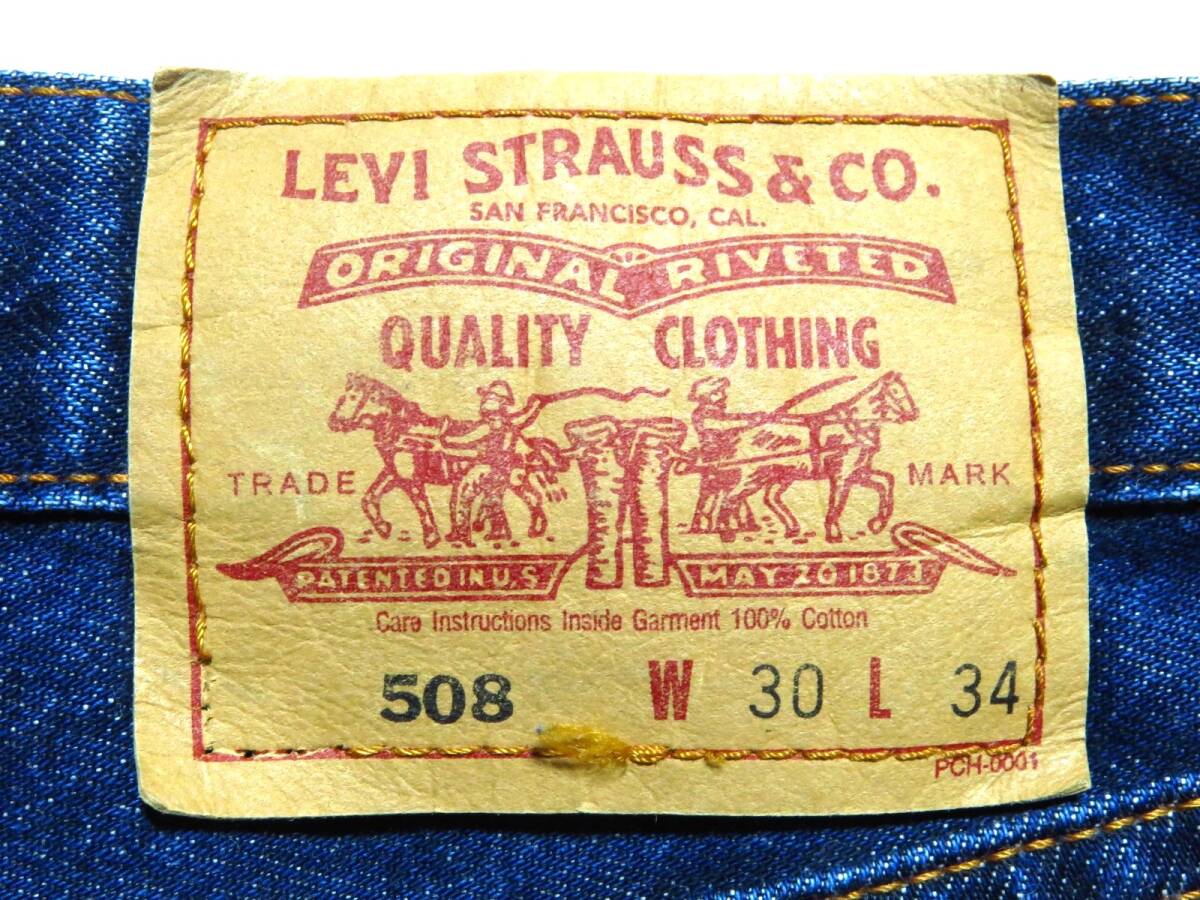 LEVI STRAUSS & CO.
SAN FRANCISCO, CAL.
ORIGINAL RIVETED
QUALITY CLOTHING
TRADE MARK
PATENTED IN U.S MAY 20 1873
Care Instructions Inside Garment 100% Cotton
508 W 30 L 34
PCH-0001